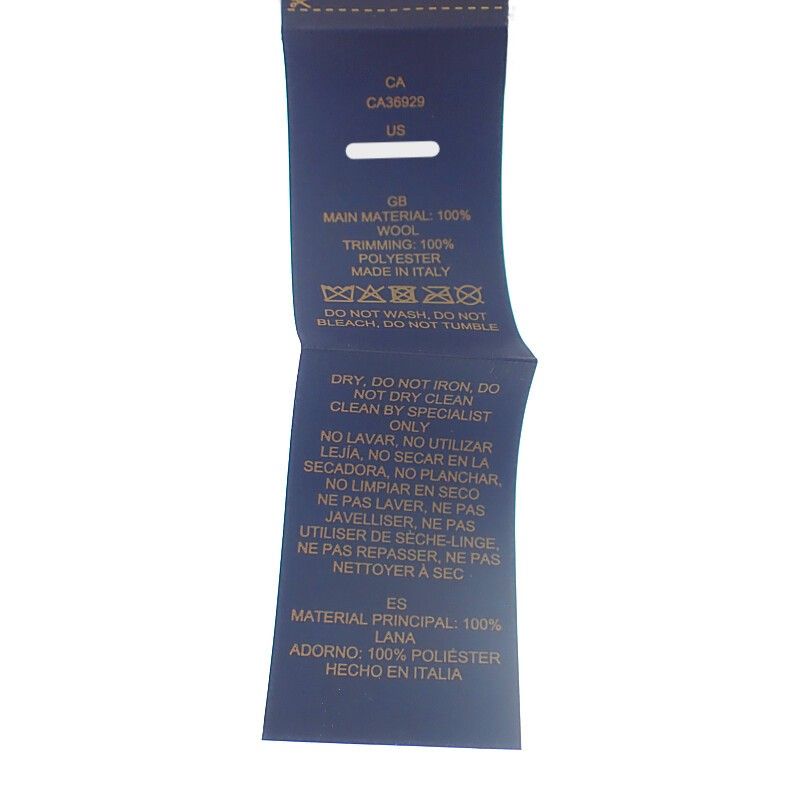 CA
CA36929
US
GB
MAIN MATERIAL: 100%
WOOL
TRIMMING: 100%
POLYESTER
MADE IN ITALY
DO NOT WASH, DO NOT
BLEACH, DO NOT TUMBLE
DRY, DO NOT IRON, DO
NOT DRY CLEAN
CLEAN BY SPECIALIST
ONLY
NO LAVAR, NO UTILIZAR
LEJÍA, NO SECAR EN LA
SECADORA, NO PLANCHAR,
NO LIMPIAR EN SECO
NE PAS LAVER, NE PAS
JAVELLISER, NE PAS
UTILISER DE SÈCHE-LINGE,
NE PAS REPASSER, NE PAS
NETTOYER À SEC
ES
MATERIAL PRINCIPAL: 100%
LANA
ADORNO: 100% POLIÉSTER
HECHO EN ITALIA